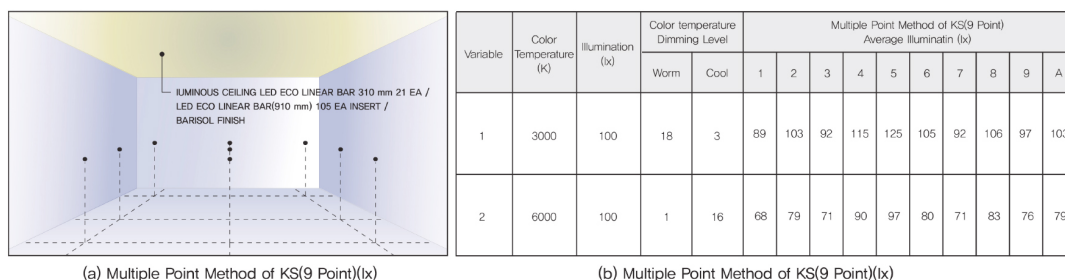 IUMINOUS CEILING LED ECO LINEAR BAR 310 mm 21 EA /
LED ECO LINEAR BAR(910 mm) 105 EA INSERT /
BARISOL FINISH
(a) Multiple Point Method of KS(9 Point)(lx)
Variable Color Temperature (K) Illumination (lx) Color temperature Dimming Level Multiple Point Method of KS(9 Point) Average Illuminatin (lx)
Worm Cool 1 2 3 4 5 6 7 8 9 A
1 3000 100 18 3 89 103 92 115 125 105 92 106 97 103
2 6000 100 1 16 68 79 71 90 97 80 71 83 76 79
(b) Multiple Point Method of KS(9 Point)(lx)